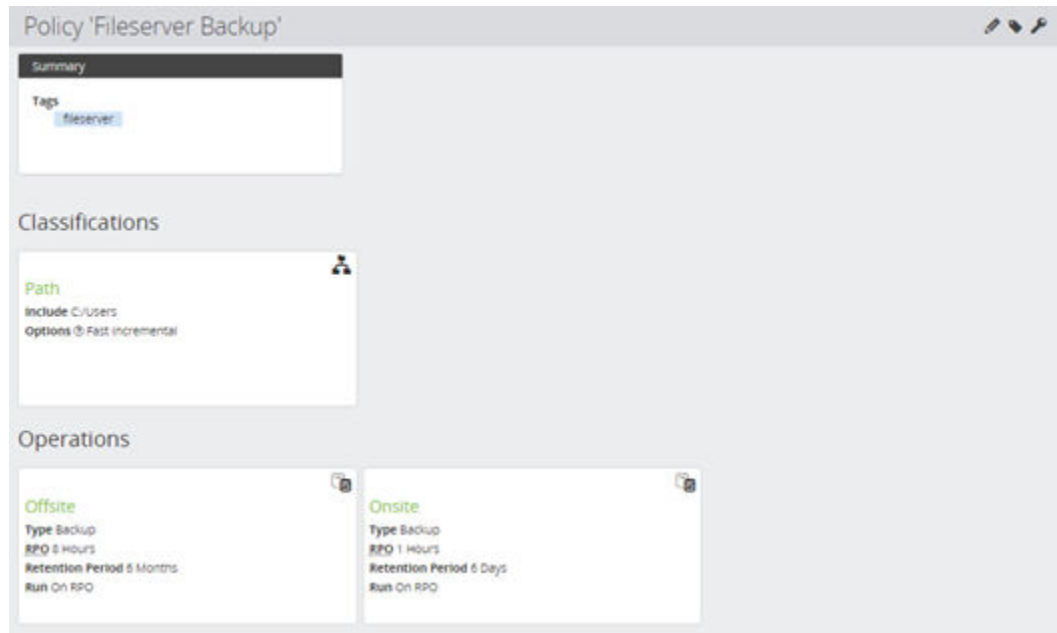 Policy 'Fileserver Backup'
Summary
Tags
fileserver
Classifications
Path
Include C:/Users
Options Fast Incremental
Operations
Offsite
Type Backup
RPO 8 Hours
Retention Period 6 Months
Run On RPO
Onsite
Type Backup
RPO 1 Hours
Retention Period 6 Days
Run On RPO